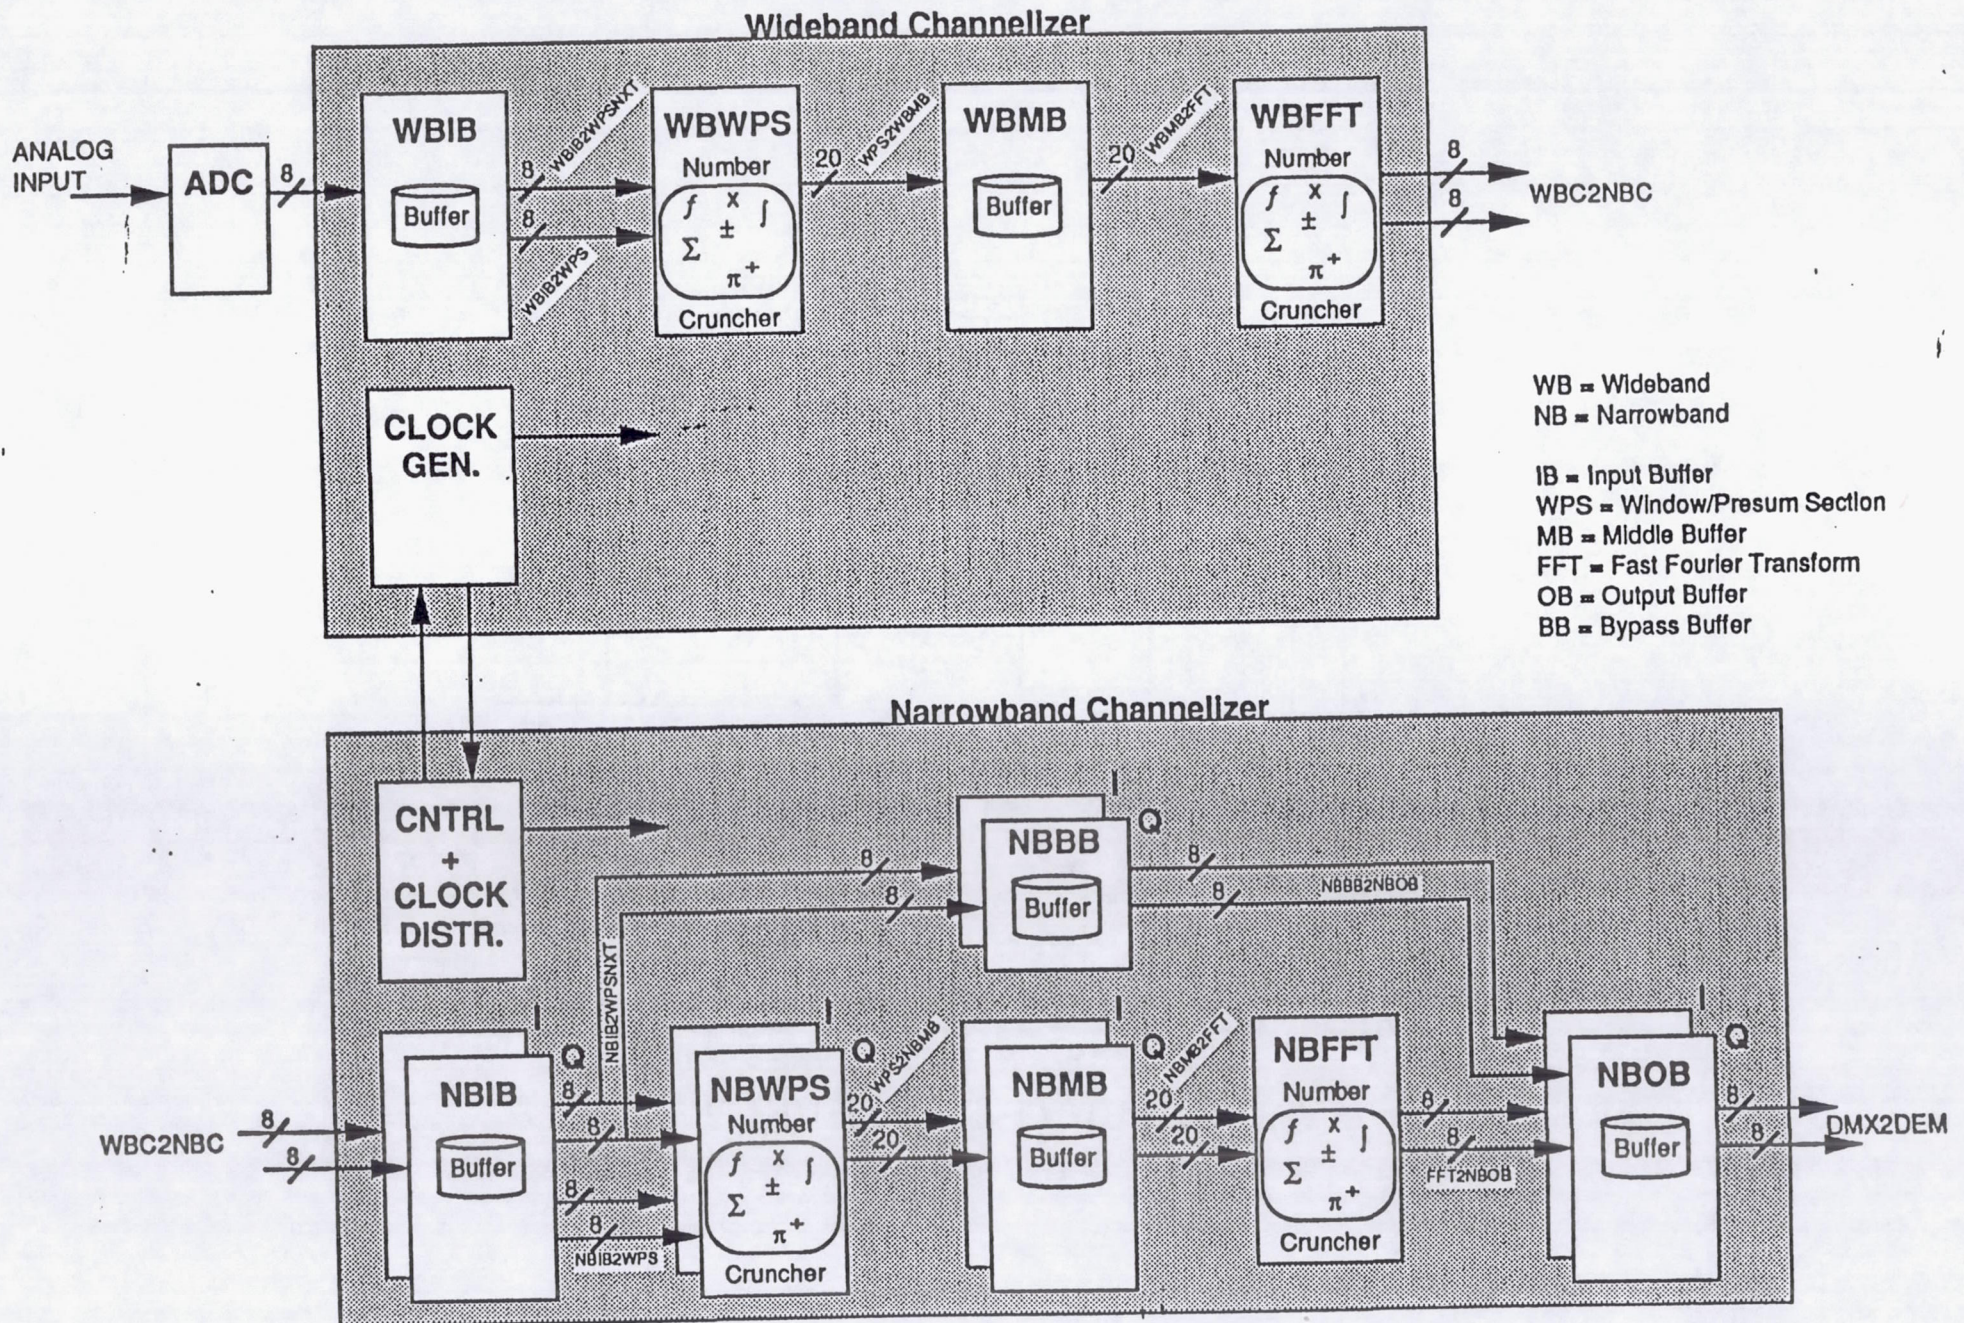 Wideband Channelizer
ANALOG
INPUT
ADC
8
WBIB
Buffer
8
WBIB2WPSNXT
8
WBIB2WPS
WBWPS
Number
f x ∫
±
Σ
π +
Cruncher
20
WPS2WBMB
WBMB
Buffer
20
WBMB2FFT
WBFFT
Number
f x ∫
±
Σ
π +
Cruncher
8
8
WBC2NBC
CLOCK
GEN.
WB = Wideband
NB = Narrowband
IB = Input Buffer
WPS = Window/Presum Section
MB = Middle Buffer
FFT = Fast Fourier Transform
OB = Output Buffer
BB = Bypass Buffer
Narrowband Channelizer
CNTRL
+
CLOCK
DISTR.
8
8
I
Q
NBBB
Buffer
8
8
NBBB2NBOB
NBIB2WPSNXT
WBC2NBC
8
8
I
Q
NBIB
Buffer
8
8
8
8
NBIB2WPS
I
Q
NBWPS
Number
f x ∫
±
Σ
π +
Cruncher
20
20
WPS2NBMB
I
Q
NBMB
Buffer
20
20
NBMB2FFT
NBFFT
Number
f x ∫
±
Σ
π +
Cruncher
8
8
FFT2NBOB
I
Q
NBOB
Buffer
8
8
DMX2DEM